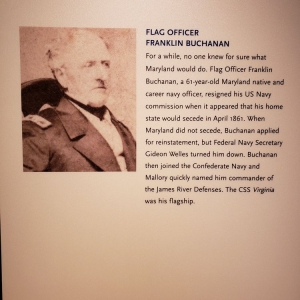 FLAG OFFICER
FRANKLIN BUCHANAN
For a while, no one knew for sure what
Maryland would do. Flag Officer Franklin
Buchanan, a 61-year-old Maryland native and
career navy officer, resigned his US Navy
commission when it appeared that his home
state would secede in April 1861. When
Maryland did not secede, Buchanan applied
for reinstatement, but Federal Navy Secretary
Gideon Welles turned him down. Buchanan
then joined the Confederate Navy and
Mallory quickly named him commander of
the James River Defenses. The CSS Virginia
was his flagship.